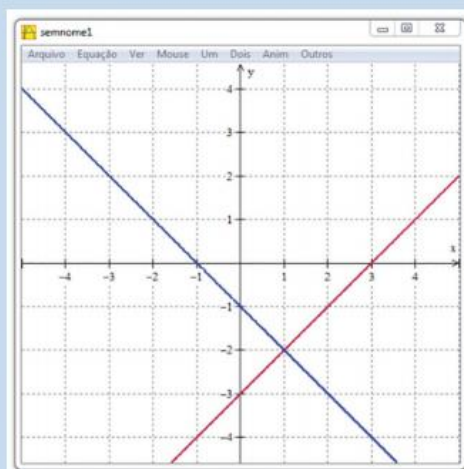 semnome1
Arquivo Equação Ver Mouse Um Dois Anim Outros
y
4
3
2
1
x
-4 -3 -2 -1 1 2 3 4
-1
-2
-3
-4